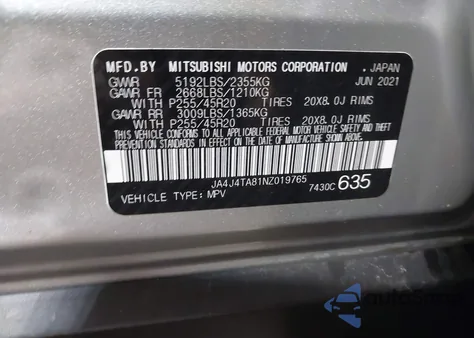 MFD.BY MITSUBISHI MOTORS CORPORATION .JAPAN
GVWR 5192LBS/2355KG JUN 2021
GAWR FR 2668LBS/1210KG
WITH P255/45R20 TIRES 20X8.0J RIMS
GAWR RR 3009LBS/1365KG
WITH P255/45R20 TIRES 20X8.0J RIMS
THIS VEHICLE CONFORMS TO ALL APPLICABLE FEDERAL
MOTOR VEHICLE SAFETY, BUMPER, AND THEFT
PREVENTION STANDARDS IN EFFECT ON THE DATE OF
MANUFACTURE SHOWN ABOVE.
JA4J4TA81NZ019765
VEHICLE TYPE: MPV 7430C 635